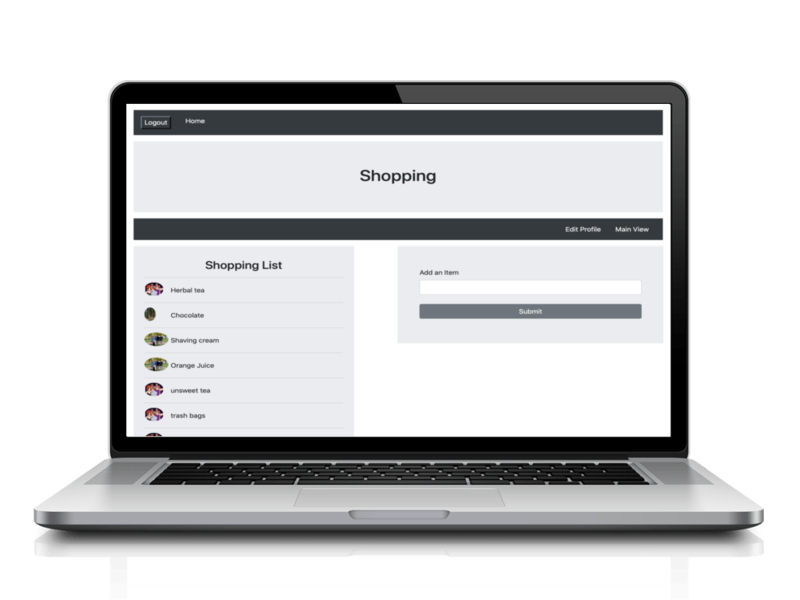 Logout Home
Shopping
Edit Profile Main View
Shopping List
Herbal tea
Chocolate
Shaving cream
Orange Juice
unsweet tea
trash bags
Add an Item
Submit